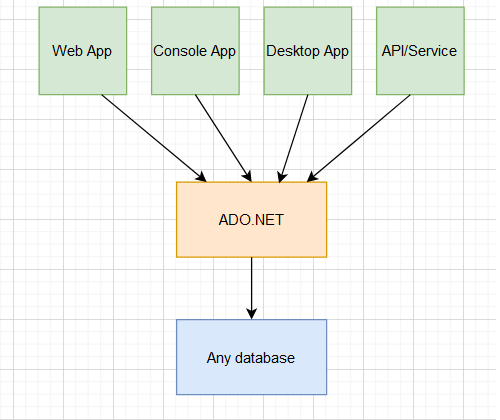 Web App
Console App
Desktop App
API/Service
ADO.NET
Any database